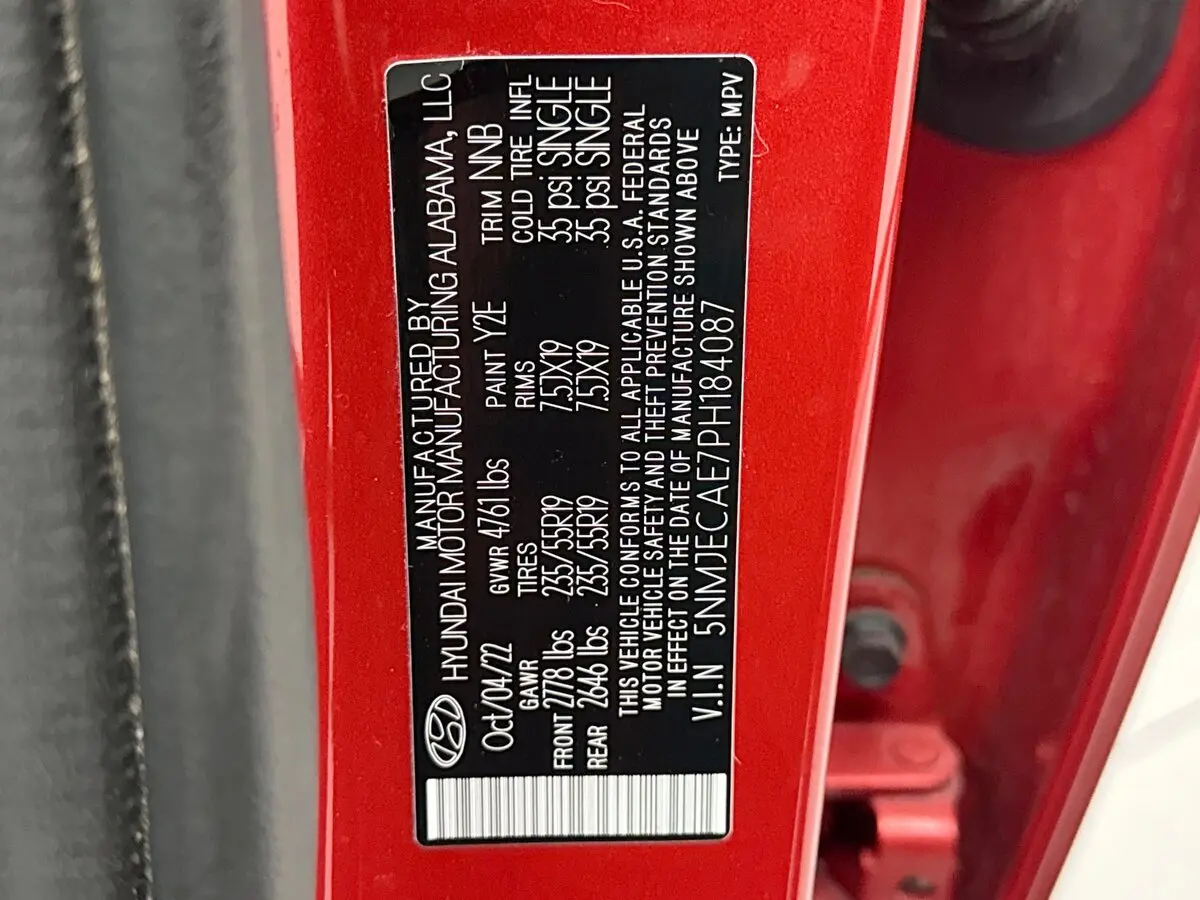 MANUFACTURED BY
HYUNDAI MOTOR MANUFACTURING ALABAMA, LLC
Oct/04/22 GVWR 4761 lbs PAINT Y2E TRIM NNB
GAWR TIRES RIMS COLD TIRE INFL
FRONT 2778 lbs 235/55R19 7.5JX19 35 psi SINGLE
REAR 2646 lbs 235/55R19 7.5JX19 35 psi SINGLE
THIS VEHICLE CONFORMS TO ALL APPLICABLE U.S.A. FEDERAL
MOTOR VEHICLE SAFETY AND THEFT PREVENTION STANDARDS
IN EFFECT ON THE DATE OF MANUFACTURE SHOWN ABOVE
V.I.N 5NMJECAE7PH184087 TYPE: MPV